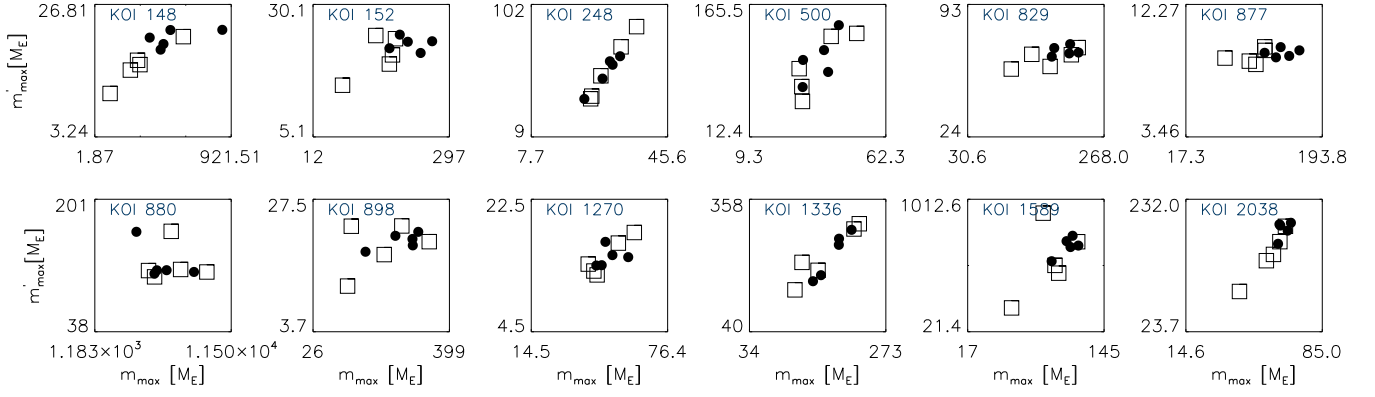 26.81 KOI 148 30.1 KOI 152 102 KOI 248 165.5 KOI 500 93 KOI 829 12.27 KOI 877
m'max[ME]
3.24 5.1 9 12.4 24 3.46
1.87 921.51 12 297 7.7 45.6 9.3 62.3 30.6 268.0 17.3 193.8
201 KOI 880 27.5 KOI 898 22.5 KOI 1270 358 KOI 1336 1012.6 KOI 1589 232.0 KOI 2038
m'max[ME]
38 3.7 4.5 40 21.4 23.7
1.183×10³ 1.150×10⁴ 26 399 14.5 76.4 34 273 17 145 14.6 85.0
mmax [ME] mmax [ME] mmax [ME] mmax [ME] mmax [ME] mmax [ME]